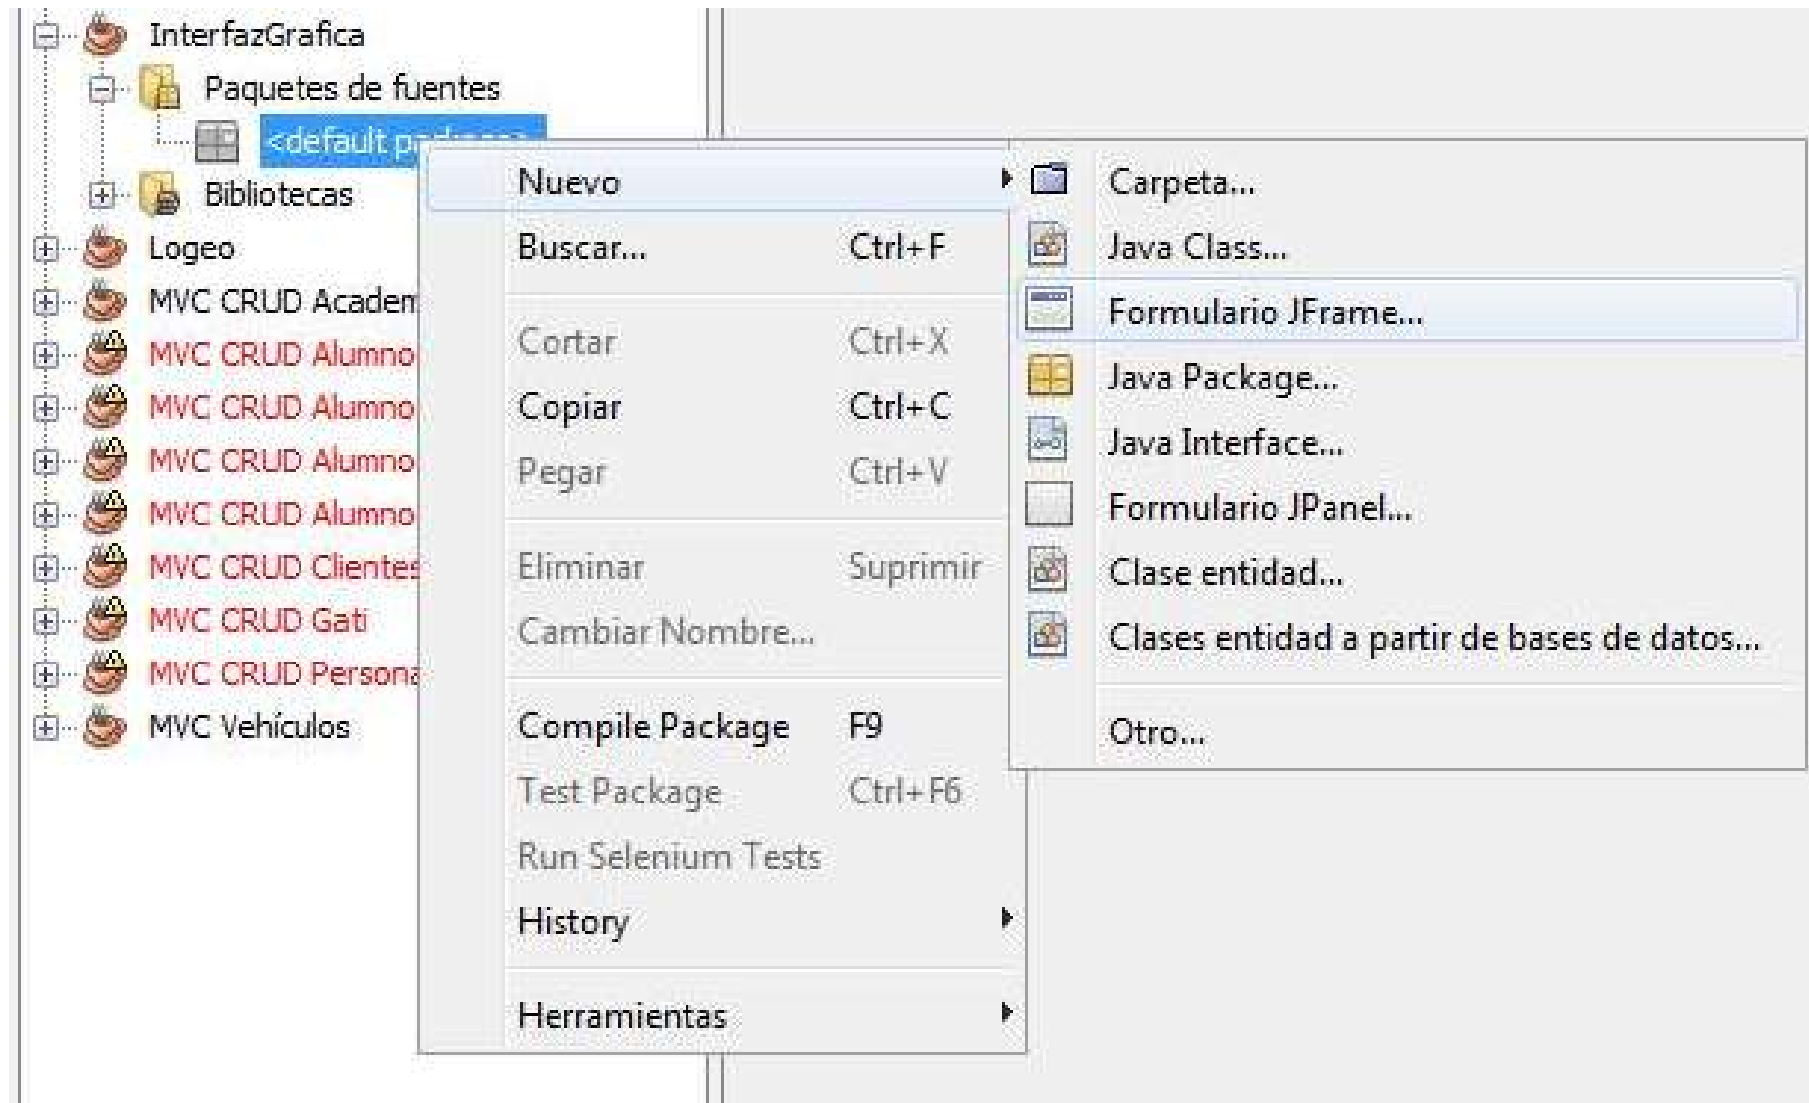 InterfazGrafica
Paquetes de fuentes
<default
Bibliotecas
Logeo
MVC CRUD Academ
MVC CRUD Alumno
MVC CRUD Alumno
MVC CRUD Alumno
MVC CRUD Alumno
MVC CRUD Clientes
MVC CRUD Gati
MVC CRUD Persona
MVC Vehículos
Nuevo
Buscar... Ctrl+F
Cortar Ctrl+X
Copiar Ctrl+C
Pegar Ctrl+V
Eliminar Suprimir
Cambiar Nombre...
Compile Package F9
Test Package Ctrl+F6
Run Selenium Tests
History
Herramientas
Carpeta...
Java Class...
Formulario JFrame...
Java Package...
Java Interface...
Formulario JPanel...
Clase entidad...
Clases entidad a partir de bases de datos...
Otro...